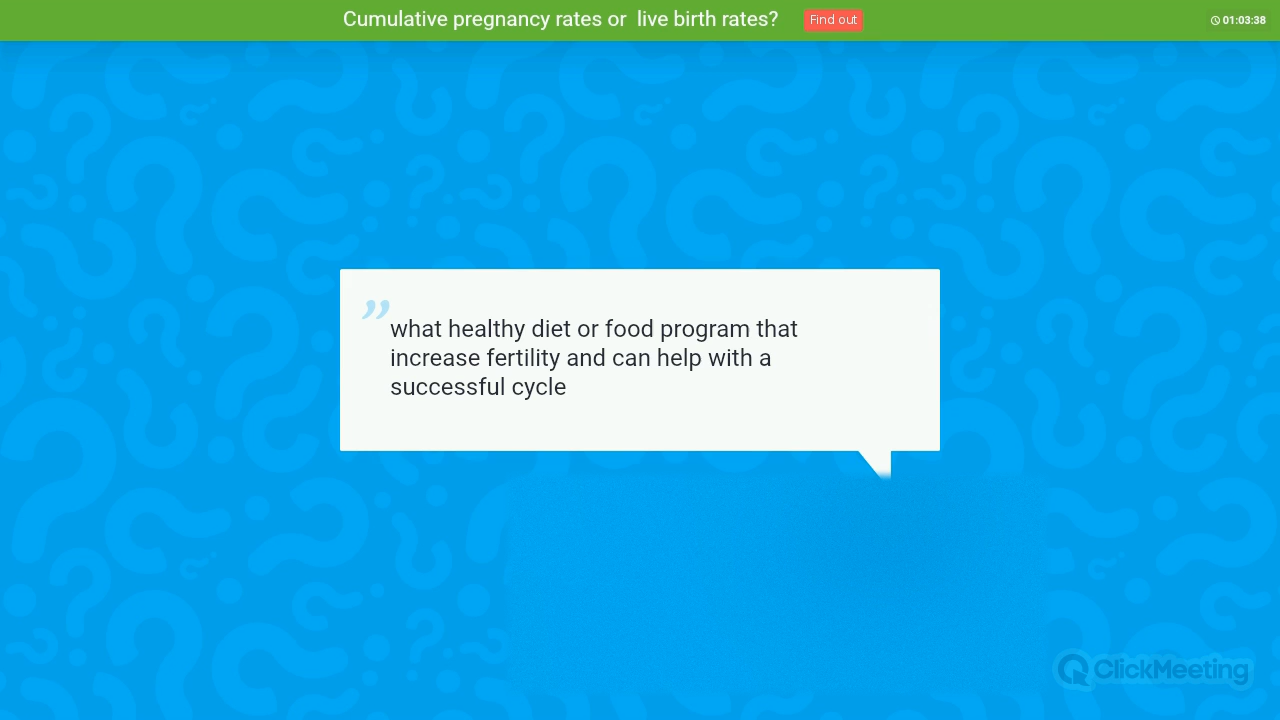 Cumulative pregnancy rates or  live birth rates?
Find out
01:03:38
what healthy diet or food program that
increase fertility and can help with a
successful cycle
ClickMeeting